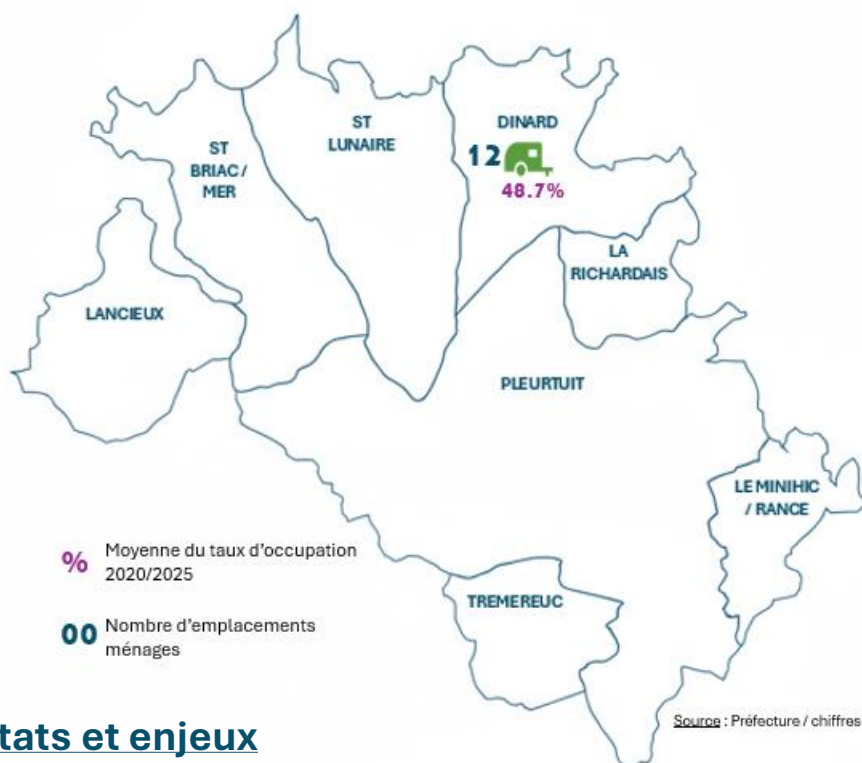 ST
LUNAIRE
DINARD
12
48.7%
ST
BRIAC/
MER
LA
RICHARDAIS
LANCIEUX
PLEURTUIT
LE MINIHIC
/ RANCE
% Moyenne du taux d’occupation
2020/2025
TREMEREUC
00 Nombre d’emplacements
ménages
Source : Préfecture / chiffres
tats et enjeux